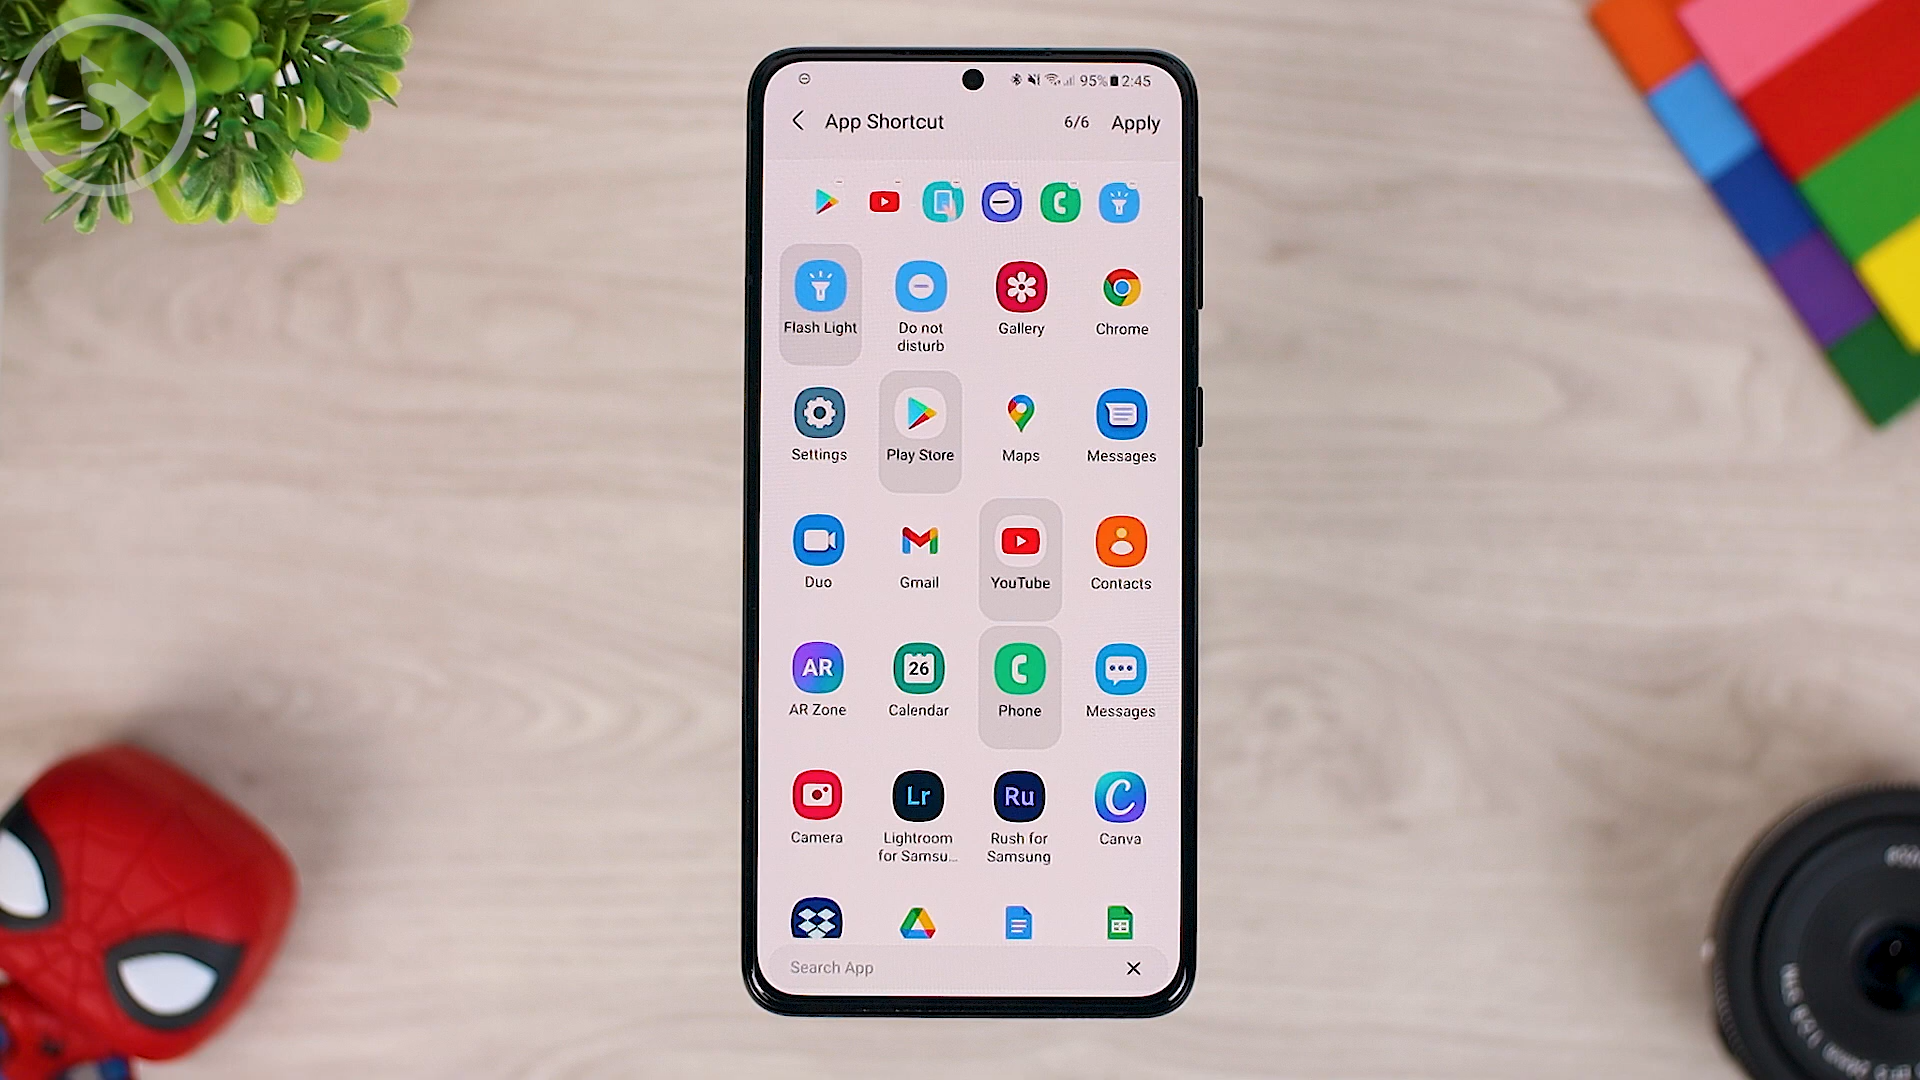 95% 2:45
App Shortcut 6/6 Apply
Flash Light
Do not
disturb
Gallery
Chrome
Settings
Play Store
Maps
Messages
Duo
Gmail
YouTube
Contacts
AR
AR Zone
26
Calendar
Phone
Messages
Camera
Lr
Lightroom
for Samsu...
Ru
Rush for
Samsung
C
Canva
Search App